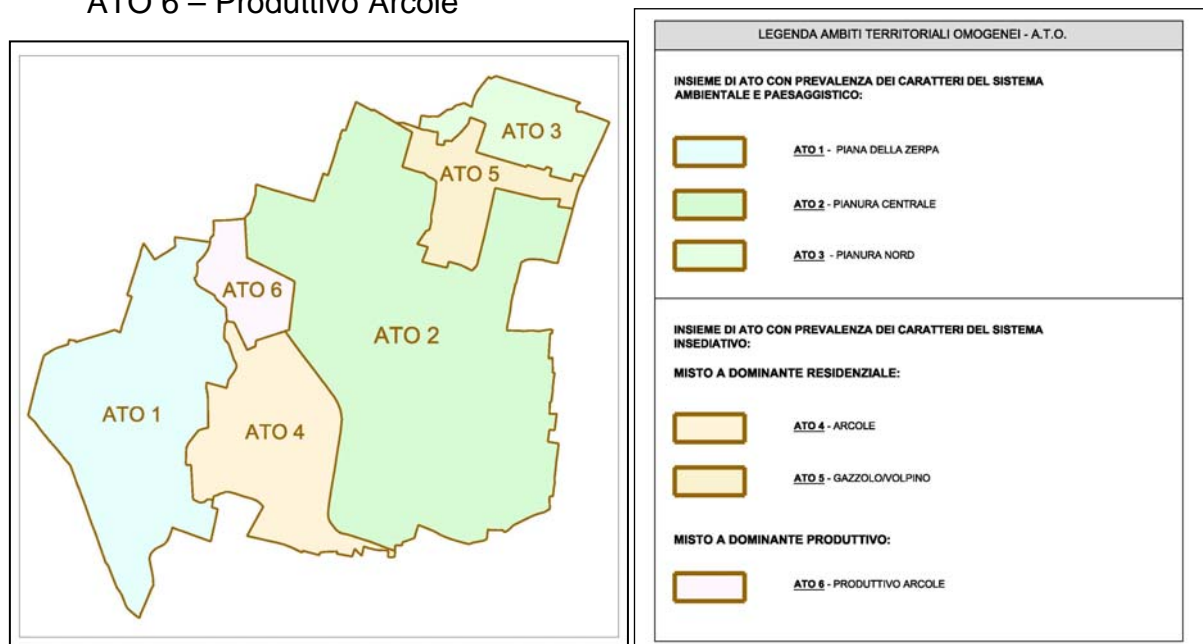 ATO 6 – Produttivo Arcole
ATO 3
ATO 5
ATO 6
ATO 2
ATO 1
ATO 4
LEGENDA AMBITI TERRITORIALI OMOGENEI - A.T.O.
INSIEME DI ATO CON PREVALENZA DEI CARATTERI DEL SISTEMA
AMBIENTALE E PAESAGGISTICO:
ATO 1 - PIANA DELLA ZERPA
ATO 2 - PIANURA CENTRALE
ATO 3 - PIANURA NORD
INSIEME DI ATO CON PREVALENZA DEI CARATTERI DEL SISTEMA
INSEDIATIVO:
MISTO A DOMINANTE RESIDENZIALE:
ATO 4 - ARCOLE
ATO 5 - GAZZOLO/VOLPINO
MISTO A DOMINANTE PRODUTTIVO:
ATO 6 - PRODUTTIVO ARCOLE